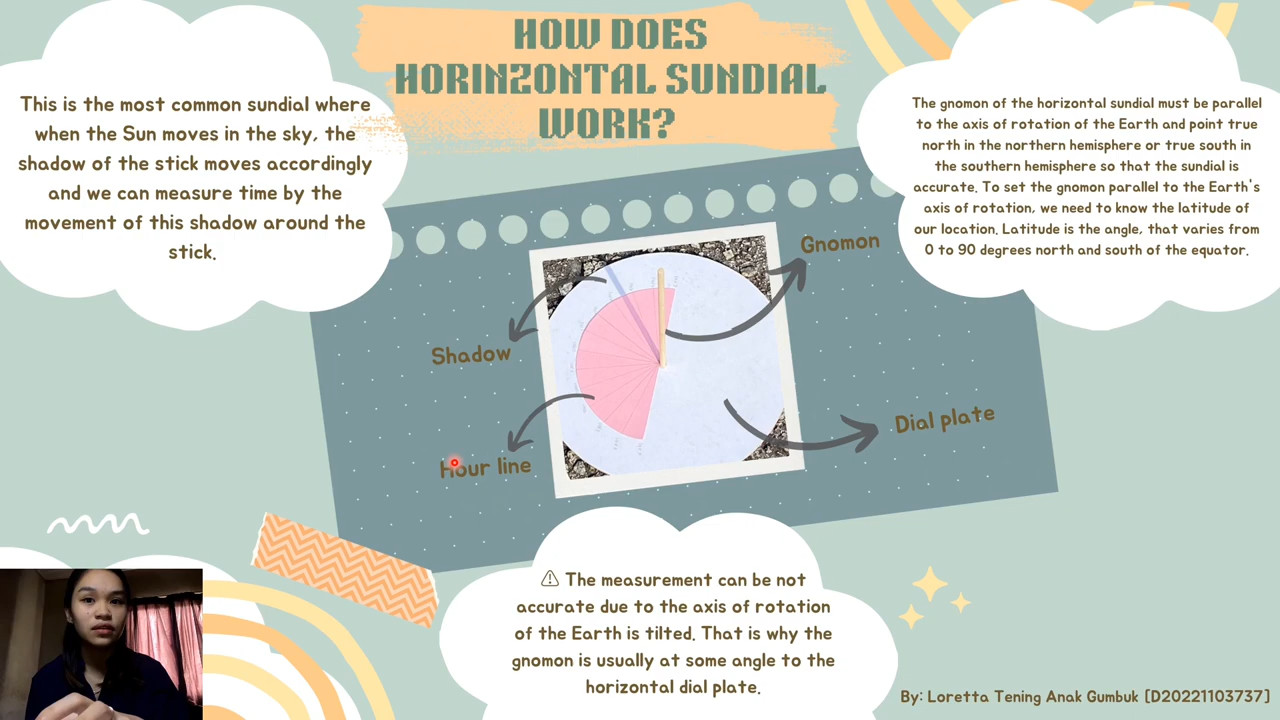 HOW DOES
HORINZONTAL SUNDIAL
WORK?
This is the most common sundial where
when the Sun moves in the sky, the
shadow of the stick moves accordingly
and we can measure time by the
movement of this shadow around the
stick.
The gnomon of the horizontal sundial must be parallel
to the axis of rotation of the Earth and point true
north in the northern hemisphere or true south in
the southern hemisphere so that the sundial is
accurate. To set the gnomon parallel to the Earth's
axis of rotation, we need to know the latitude of
our location. Latitude is the angle, that varies from
0 to 90 degrees north and south of the equator.
Gnomon
Shadow
Dial plate
Hour line
⚠ The measurement can be not
accurate due to the axis of rotation
of the Earth is tilted. That is why the
gnomon is usually at some angle to the
horizontal dial plate.
By: Loretta Tening Anak Gumbuk [D20221103737]